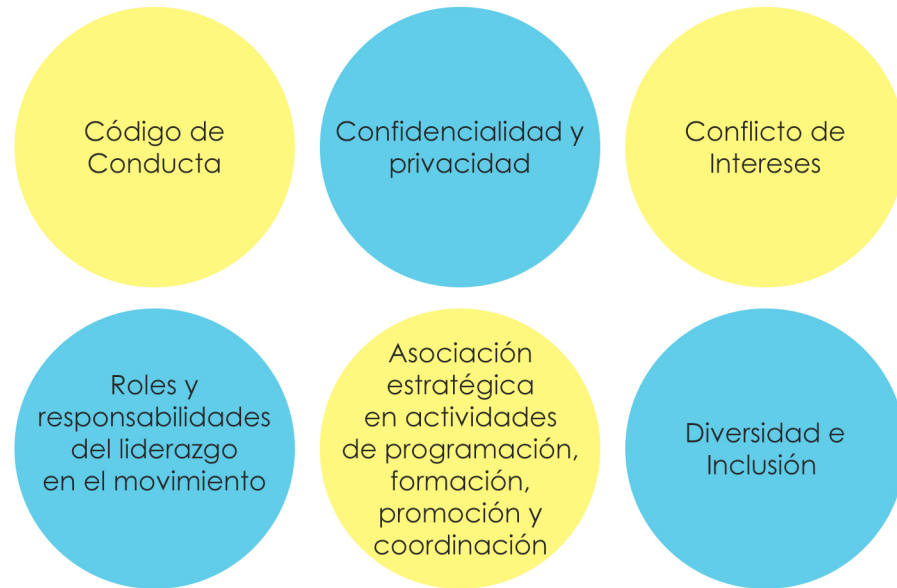 Código de
Conducta
Confidencialidad y
privacidad
Conflicto de
Intereses
Roles y
responsabilidades
del liderazgo
en el movimiento
Asociación
estratégica
en actividades
de programación,
formación,
promoción y
coordinación
Diversidad e
Inclusión